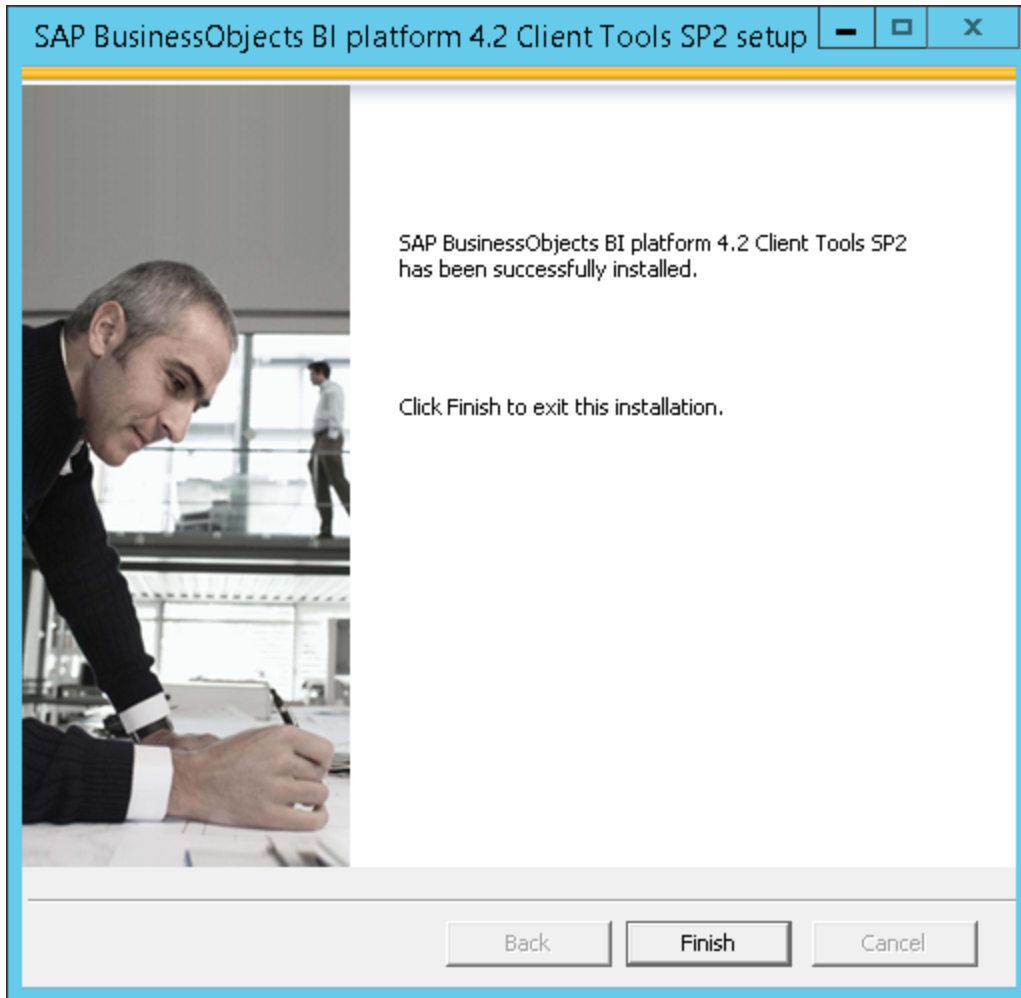 SAP BusinessObjects BI platform 4.2 Client Tools SP2 setup
SAP BusinessObjects BI platform 4.2 Client Tools SP2
has been successfully installed.
Click Finish to exit this installation.
Back
Finish
Cancel